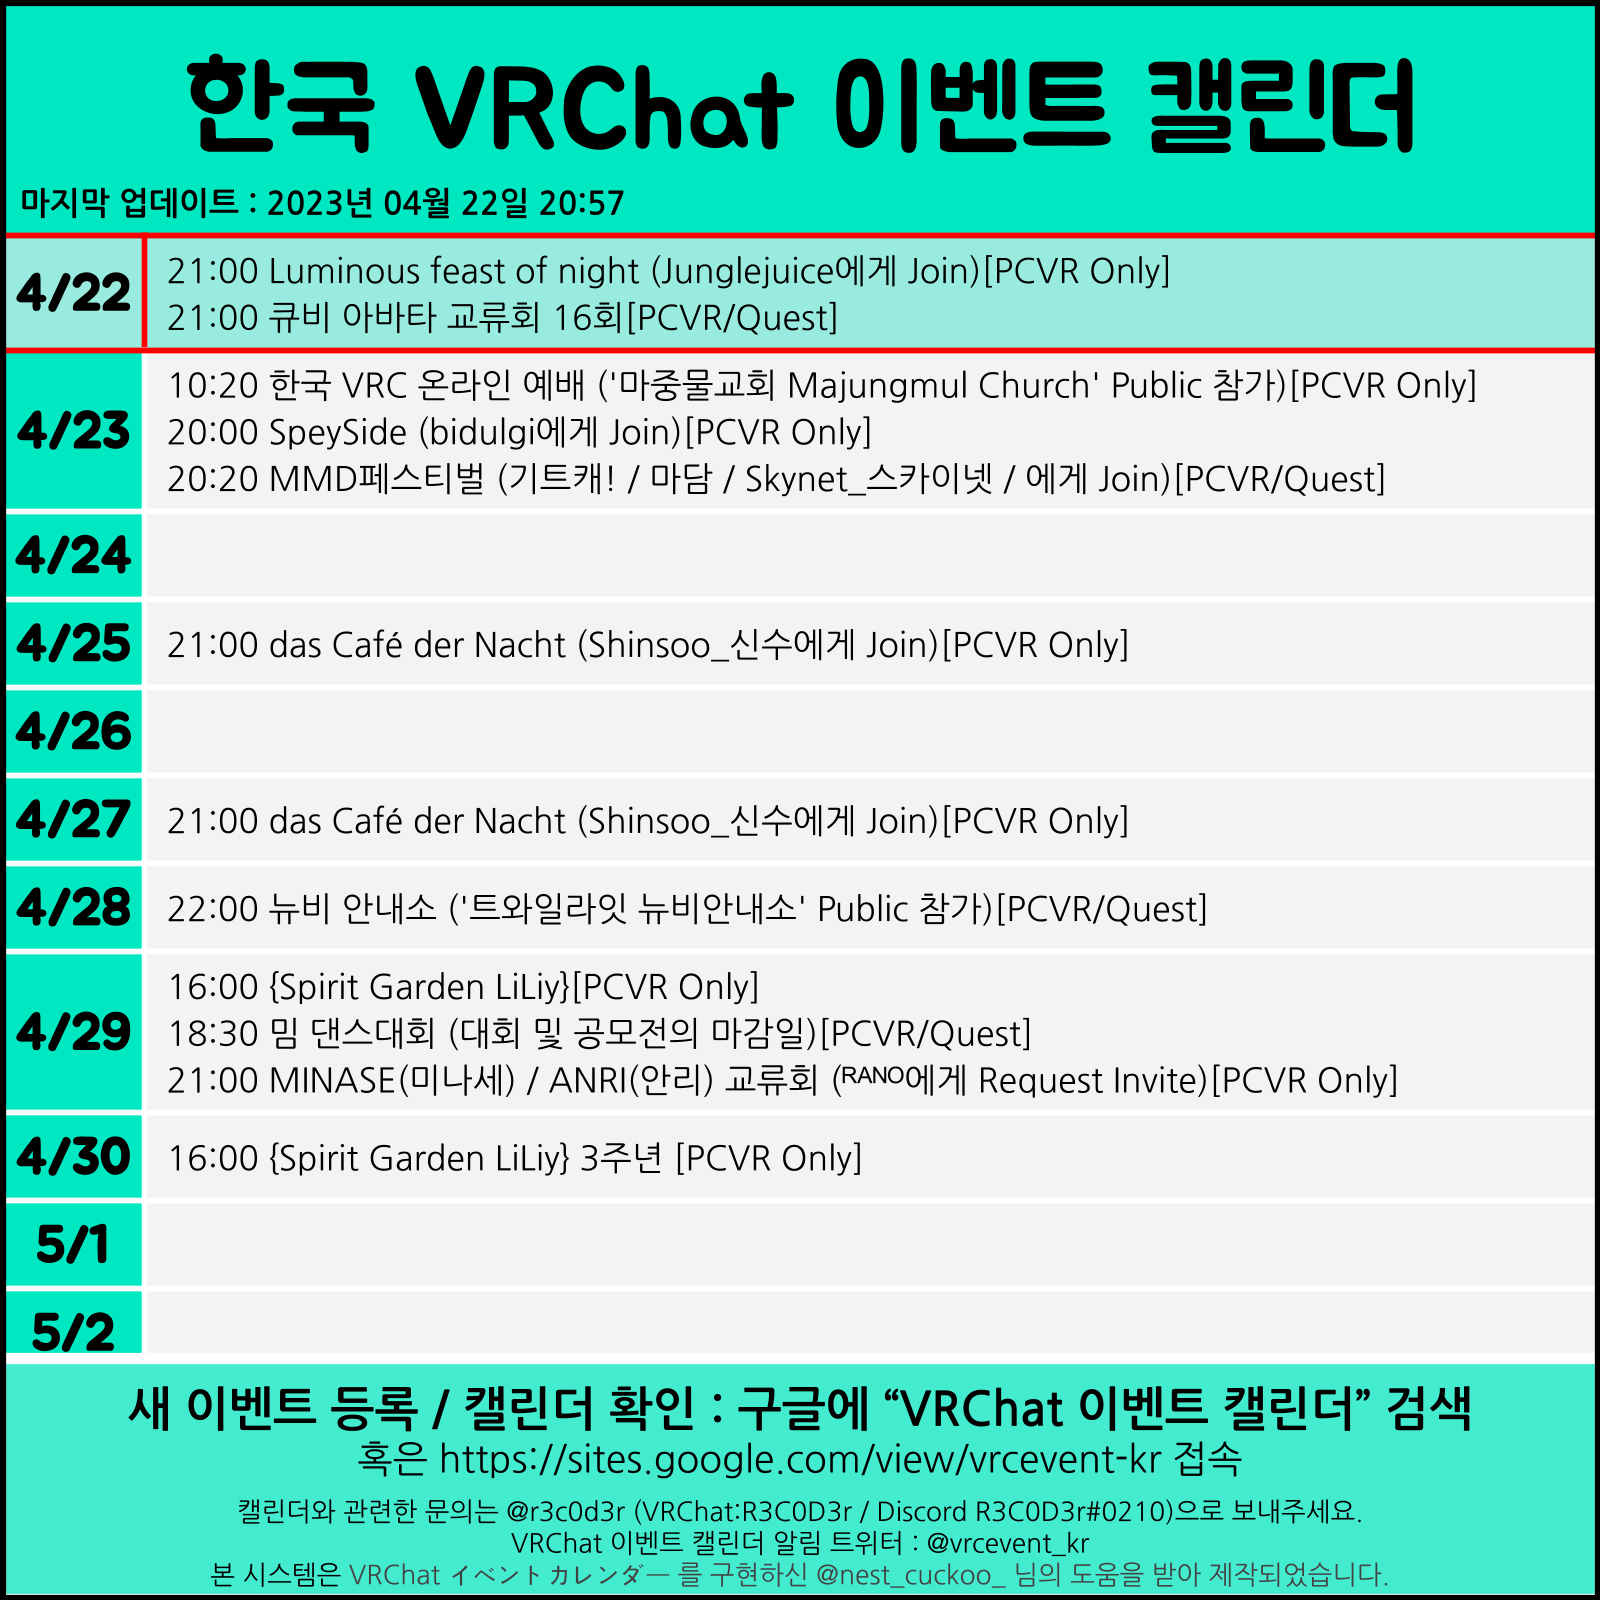 한국 VRChat 이벤트 캘린더
마지막 업데이트 : 2023년 04월 22일 20:57
4/22
21:00 Luminous feast of night (Junglejuice에게 Join)[PCVR Only]
21:00 큐비 아바타 교류회 16회[PCVR/Quest]
4/23
10:20 한국 VRC 온라인 예배 ('마중물교회 Majungmul Church' Public 참가)[PCVR Only]
20:00 SpeySide (bidulgi에게 Join)[PCVR Only]
20:20 MMD페스티벌 (기트캐! / 마담 / Skynet_스카이넷 / 에게 Join)[PCVR/Quest]
4/24
4/25
21:00 das Café der Nacht (Shinsoo_신수에게 Join)[PCVR Only]
4/26
4/27
21:00 das Café der Nacht (Shinsoo_신수에게 Join)[PCVR Only]
4/28
22:00 뉴비 안내소 ('트와일라잇 뉴비안내소' Public 참가)[PCVR/Quest]
4/29
16:00 {Spirit Garden LiLiy}[PCVR Only]
18:30 밈 댄스대회 (대회 및 공모전의 마감일)[PCVR/Quest]
21:00 MINASE(미나세) / ANRI(안리) 교류회 (ᴿᴬᴺᴼ에게 Request Invite)[PCVR Only]
4/30
16:00 {Spirit Garden LiLiy} 3주년 [PCVR Only]
5/1
5/2
새 이벤트 등록 / 캘린더 확인 : 구글에 “VRChat 이벤트 캘린더” 검색
혹은 https://sites.google.com/view/vrcevent-kr 접속
캘린더와 관련한 문의는 @r3c0d3r (VRChat:R3C0D3r / Discord R3C0D3r#0210)으로 보내주세요.
VRChat 이벤트 캘린더 알림 트위터 : @vrcevent_kr
본 시스템은 VRChat イベントカレンダー 를 구현하신 @nest_cuckoo_ 님의 도움을 받아 제작되었습니다.